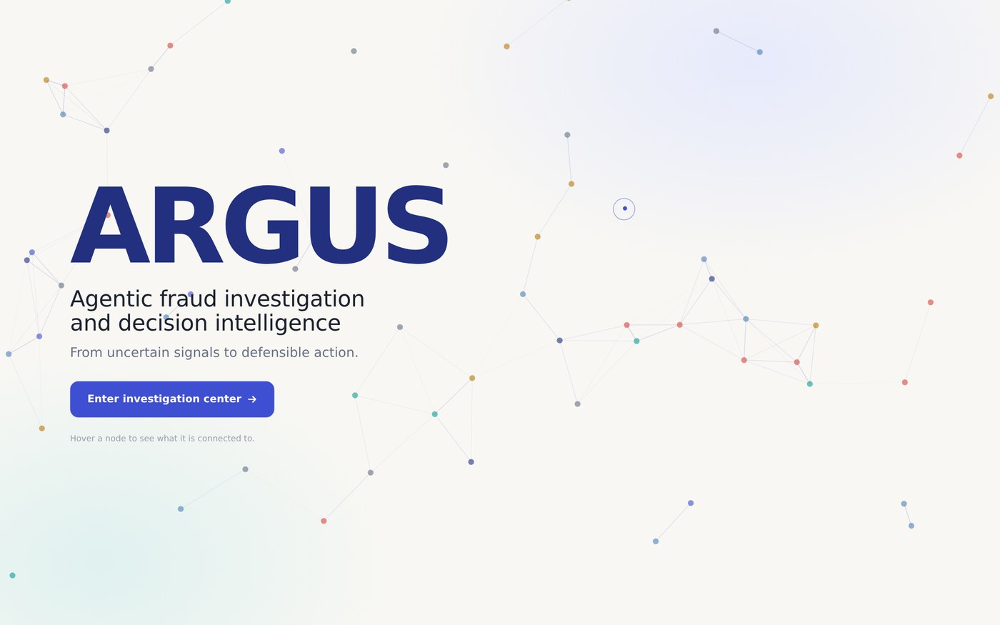 ARGUS
Agentic fraud investigation
and decision intelligence
From uncertain signals to defensible action.
Enter investigation center →
Hover a node to see what it is connected to.